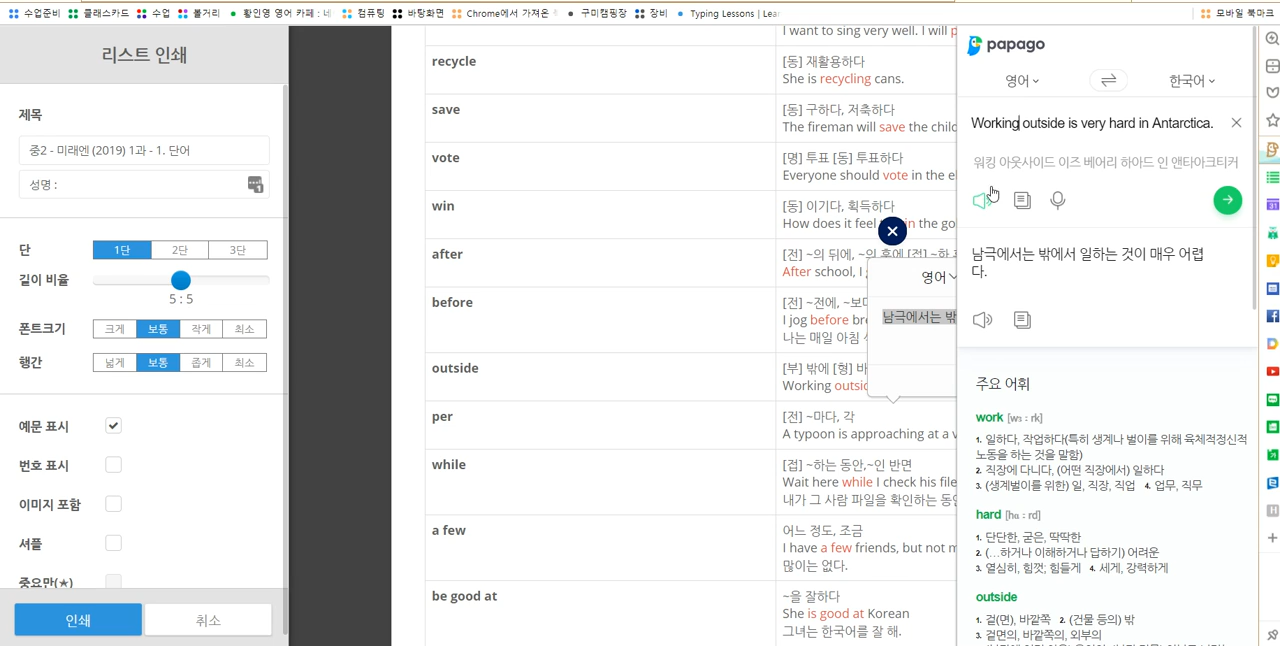 수업준비 클래스카드 수업 볼거리 황인영 영어 카페 : 네 컴퓨팅 바탕화면 Chrome에서 가져온 구미캠핑장 장비 Typing Lessons | Lear 모바일 북마크
리스트 인쇄
제목
중2 - 미래엔 (2019) 1과 - 1. 단어
성명 :
단 1단 2단 3단
길이 비율
5 : 5
폰트크기 크게 보통 작게 최소
행간 넓게 보통 좁게 최소
예문 표시
번호 표시
이미지 포함
셔플
중요만(★)
인쇄 취소
I want to sing very well. I will
recycle
[동] 재활용하다
She is recycling cans.
save
[동] 구하다, 저축하다
The fireman will save the
vote
[명] 투표 [동] 투표하다
Everyone should vote in the
win
[동] 이기다, 획득하다
How does it feel in the
after
[전] ~의 뒤에,
After school, I
before
[전] ~전에,
I jog before
나는 매일 아침
outside
[부] 밖에 [형]
Working
per
[전] ~마다, 각
A typoon is approaching at a
while
[접] ~하는 동안,~인 반면
Wait here while I check his
내가 그 사람 파일을 확인하는
a few
어느 정도, 조금
I have a few friends, but not
많이는 없다.
be good at
~을 잘하다
She is good at Korean
그녀는 한국어를 잘 해.
영어
남극에서는
papago
영어 한국어
Working outside is very hard in Antarctica.
워킹 아웃사이드 이즈 베어리 하아드 인 앤타아크티커
남극에서는 밖에서 일하는 것이 매우 어렵
다.
주요 어휘
work [wɜːrk]
1. 일하다, 작업하다(특히 생계나 벌이를 위해 육체적정신적
노동을 하는 것을 말함)
2. 직장에 다니다, (어떤 직장에서) 일하다
3. (생계벌이를 위한) 일, 직장, 직업 4. 업무, 직무
hard [hɑːrd]
1. 단단한, 굳은, 딱딱한
2. (…하거나 이해하거나 답하기) 어려운
3. 열심히, 힘껏; 힘들게 4. 세게, 강력하게
outside
1. 겉(면), 바깥쪽 2. (건물 등의) 밖
3. 겉면의, 바깥쪽의, 외부의